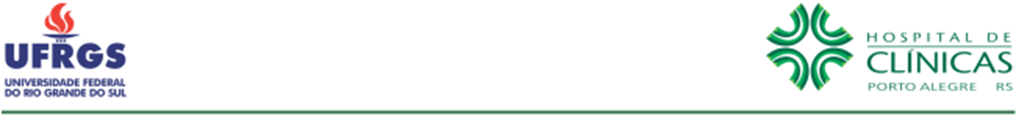 UFRGS
UNIVERSIDADE FEDERAL
DO RIO GRANDE DO SUL
HOSPITAL DE
CLÍNICAS
PORTO ALEGRE RS